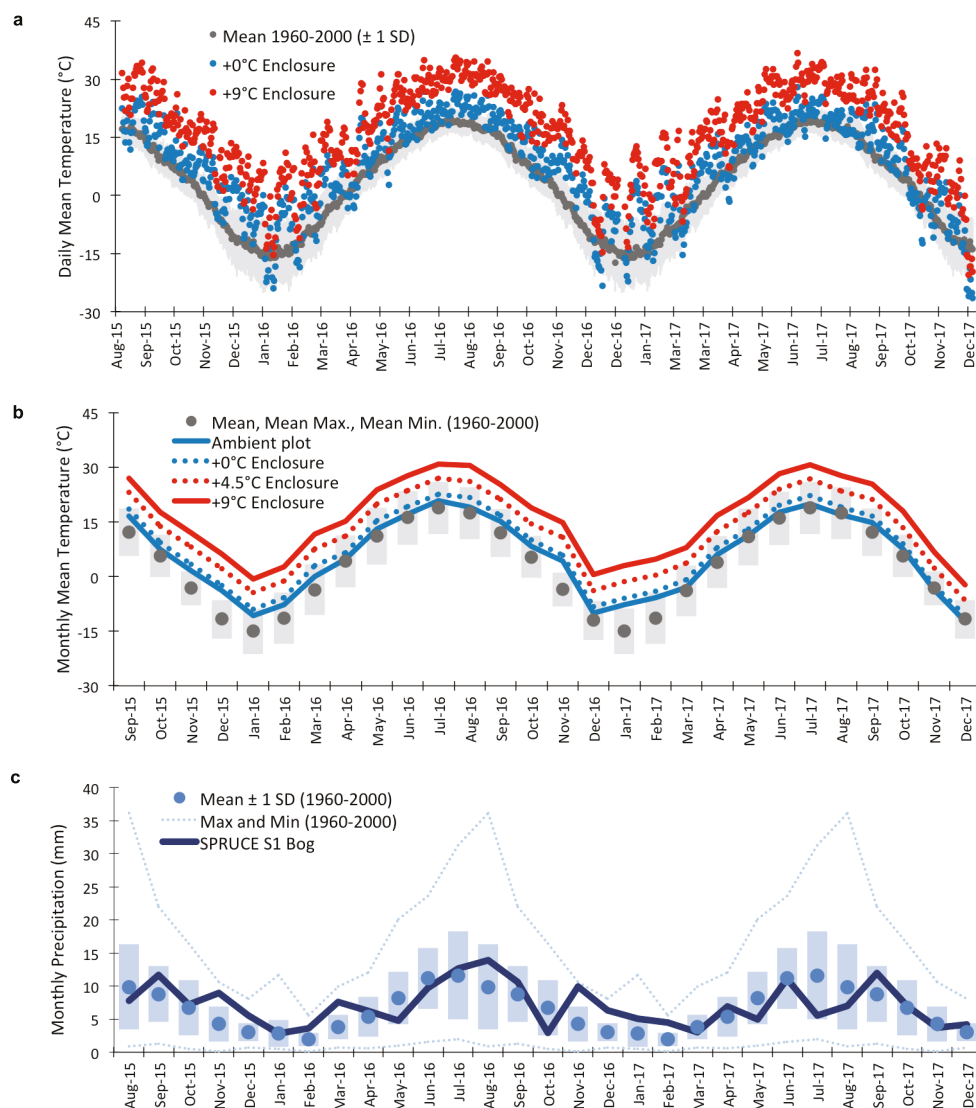 a
45
30
15
0
-15
-30
Daily Mean Temperature (°C)
Mean 1960-2000 (± 1 SD)
+0°C Enclosure
+9°C Enclosure
Aug-15
Sep-15
Oct-15
Nov-15
Dec-15
Jan-16
Feb-16
Mar-16
Apr-16
May-16
Jun-16
Jul-16
Aug-16
Sep-16
Oct-16
Nov-16
Dec-16
Dec-16
Jan-17
Mar-17
Mar-17
Apr-17
May-17
Jun-17
Jul-17
Aug-17
Sep-17
Oct-17
Nov-17
Dec-17
b
45
30
15
0
-15
-30
Monthly Mean Temperature (°C)
Mean, Mean Max., Mean Min. (1960-2000)
Ambient plot
+0°C Enclosure
+4.5°C Enclosure
+9°C Enclosure
Sep-15
Oct-15
Nov-15
Dec-15
Jan-16
Feb-16
Mar-16
Apr-16
May-16
Jun-16
Jul-16
Aug-16
Sep-16
Oct-16
Nov-16
Dec-16
Jan-17
Feb-17
Mar-17
Apr-17
May-17
Jun-17
Jul-17
Aug-17
Sep-17
Oct-17
Nov-17
Dec-17
c
40
35
30
25
20
15
10
5
0
Monthly Precipitation (mm)
Mean ± 1 SD (1960-2000)
Max and Min (1960-2000)
SPRUCE S1 Bog
Aug-15
Sep-15
Oct-15
Nov-15
Dec-15
Jan-16
Feb-16
Mar-16
Apr-16
May-16
Jun-16
Jul-16
Aug-16
Sep-16
Oct-16
Nov-16
Dec-16
Jan-17
Feb-17
Mar-17
Apr-17
May-17
Jun-17
Jul-17
Aug-17
Sep-17
Oct-17
Nov-17
Dec-17